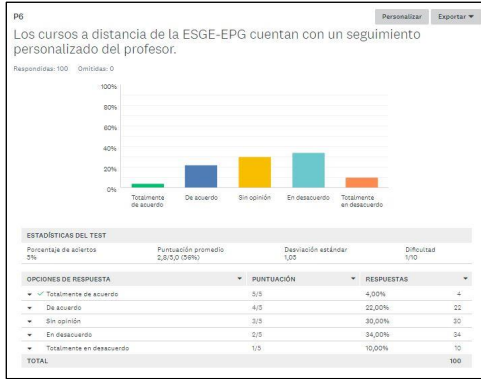 P6
Personalizar Exportar
Los cursos a distancia de la ESGE-EPG cuentan con un seguimiento
personalizado del profesor.
Respondidas: 100 Omitidas: 0
100%
80%
60%
40%
20%
0%
Totalmente de acuerdo
De acuerdo
Sin opinión
En desacuerdo
Totalmente en desacuerdo
ESTADÍSTICAS DEL TEST
Porcentaje de aciertos Puntuación promedio Desviación estándar Dificultad
5% 2,8/5,0 (56%) 1,05 1/10
OPCIONES DE RESPUESTA PUNTUACIÓN RESPUESTAS
Totalmente de acuerdo 5/5 4,00% 4
De acuerdo 4/5 22,00% 22
Sin opinión 3/5 30,00% 30
En desacuerdo 2/5 34,00% 34
Totalmente en desacuerdo 1/5 10,00% 10
TOTAL 100